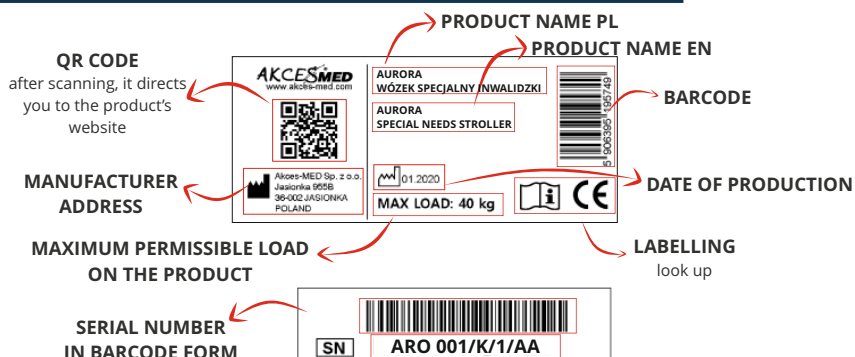 PRODUCT NAME PL
PRODUCT NAME EN
QR CODE
after scanning, it directs
you to the product's
website
AKCESMED
www.akces-med.com
AURORA
WÓZEK SPECJALNY INWALIDZKI
AURORA
SPECIAL NEEDS STROLLER
5 906395 195749
BARCODE
MANUFACTURER
ADDRESS
Akces-MED Sp. z o.o.
Jasionka 955B
36-002 JASIONKA
POLAND
01.2020
MAX LOAD: 40 kg
i
CE
DATE OF PRODUCTION
MAXIMUM PERMISSIBLE LOAD
ON THE PRODUCT
LABELLING
look up
SERIAL NUMBER
IN BARCODE FORM
SN
ARO 001/K/1/AA